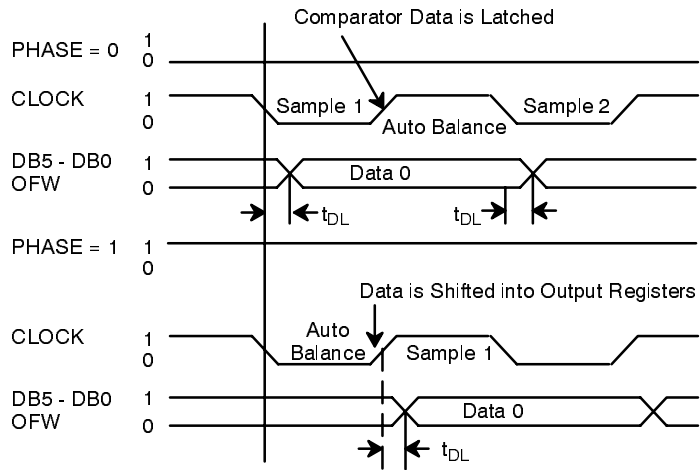 Comparator Data is Latched
PHASE = 0 1
0
CLOCK 1 Sample 1 Sample 2
0 Auto Balance
DB5 - DB0 1 Data 0
OFW 0
tDL tDL
PHASE = 1 1
0
Data is Shifted into Output Registers
CLOCK 1 Auto
0 Balance Sample 1
DB5 - DB0 1 Data 0
OFW 0
tDL